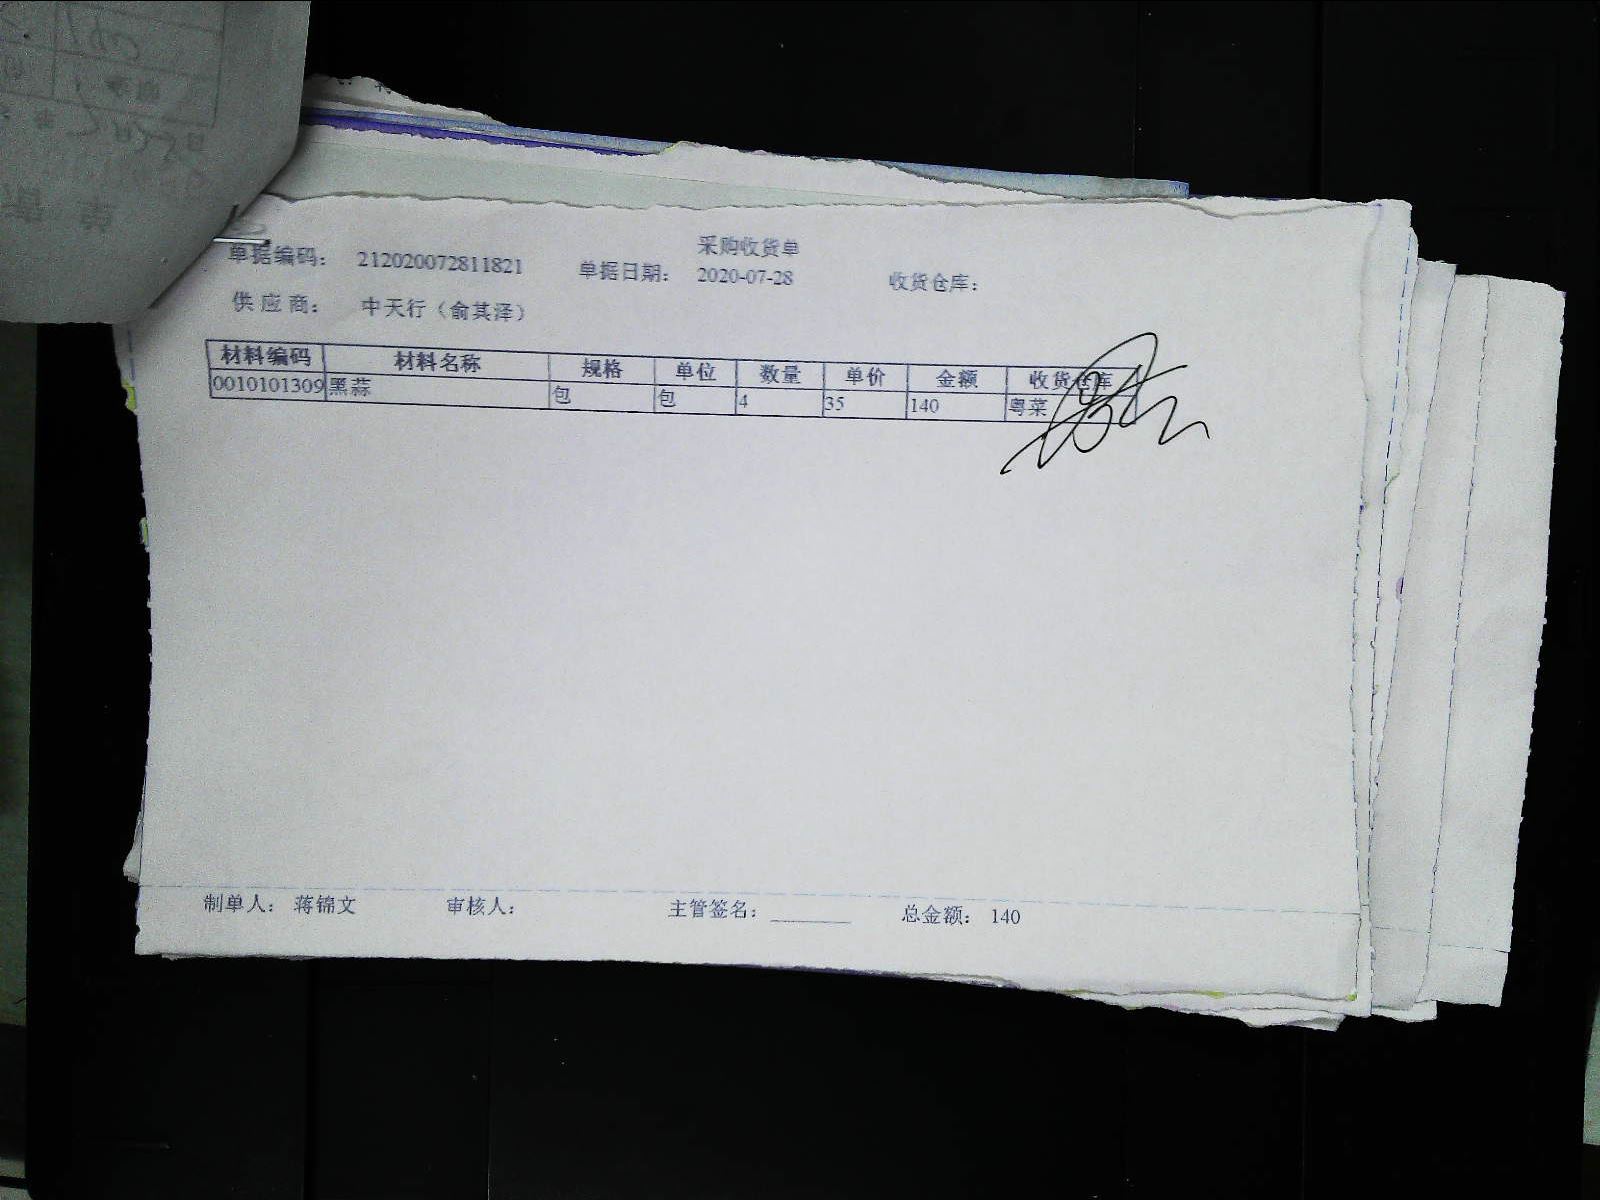 采购收货单
单据编码： 212020072811821 单据日期： 2020-07-28 收货仓库：
供 应 商： 中天行（俞其泽）
材料编码 材料名称 规格 单位 数量 单价 金额 收货仓库
0010101309 黑蒜 包 包 4 35 140 粤菜
制单人： 蒋锦文 审核人： 主管签名：________ 总金额： 140